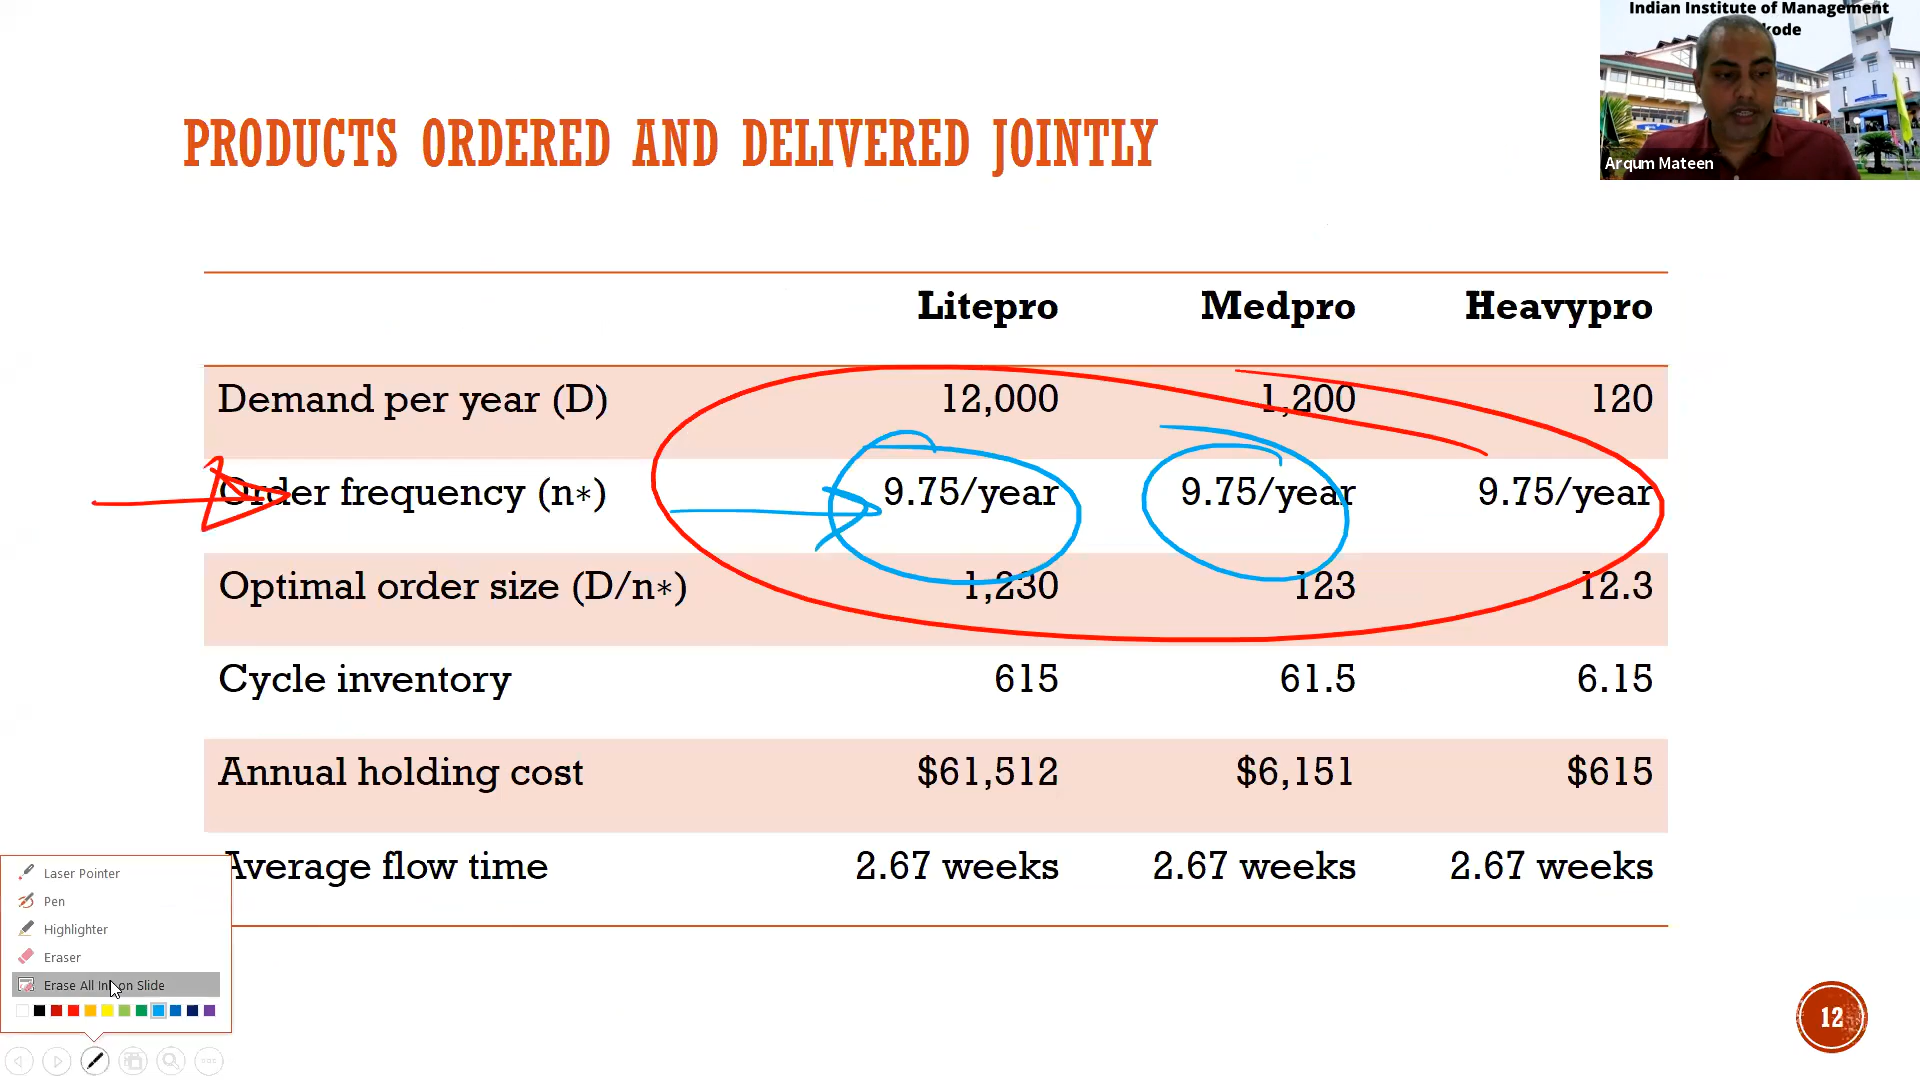 Indian Institute of Management
kode
Arqum Mateen
PRODUCTS ORDERED AND DELIVERED JOINTLY
Litepro Medpro Heavypro
Demand per year (D) 12,000 1,200 120
Order frequency (n∗) 9.75/year 9.75/year 9.75/year
Optimal order size (D/n∗) 1,230 123 12.3
Cycle inventory 615 61.5 6.15
Annual holding cost $61,512 $6,151 $615
Average flow time 2.67 weeks 2.67 weeks 2.67 weeks
Laser Pointer
Pen
Highlighter
Eraser
Erase All Ink on Slide
12